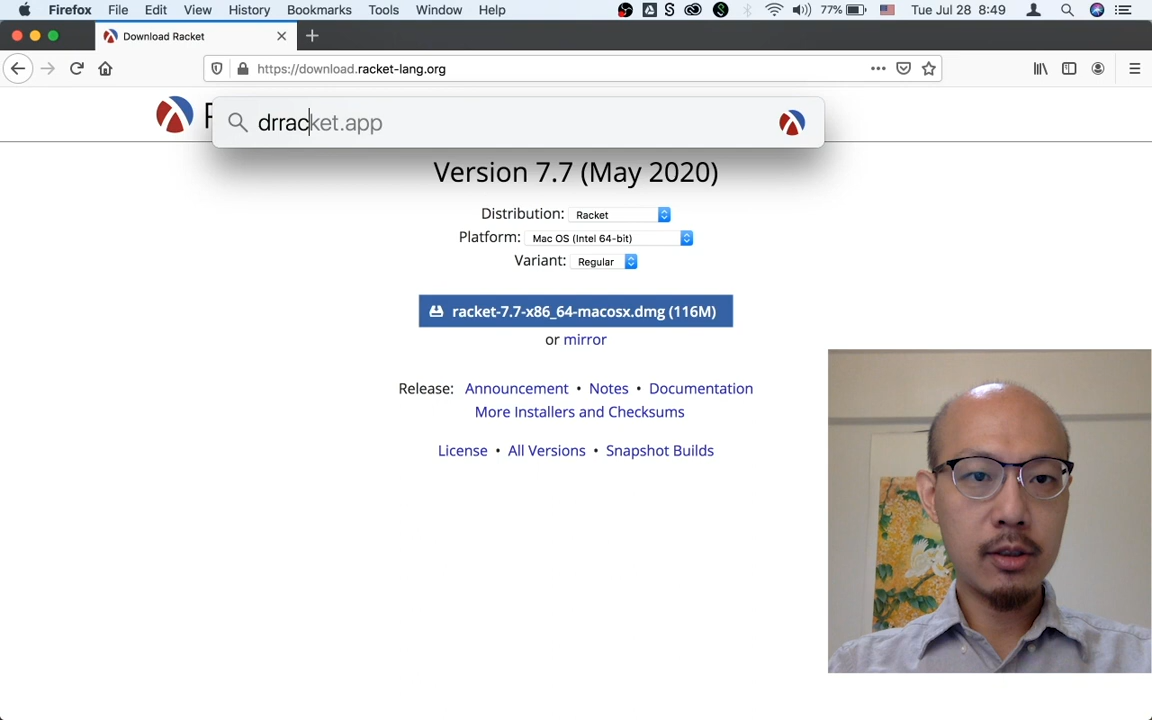 Firefox File Edit View History Bookmarks Tools Window Help 77% Tue Jul 28 8:49
Download Racket
https://download.racket-lang.org
R
drracket.app
Version 7.7 (May 2020)
Distribution: Racket
Platform: Mac OS (Intel 64-bit)
Variant: Regular
racket-7.7-x86_64-macosx.dmg (116M)
or mirror
Release: Announcement • Notes • Documentation
More Installers and Checksums
License • All Versions • Snapshot Builds